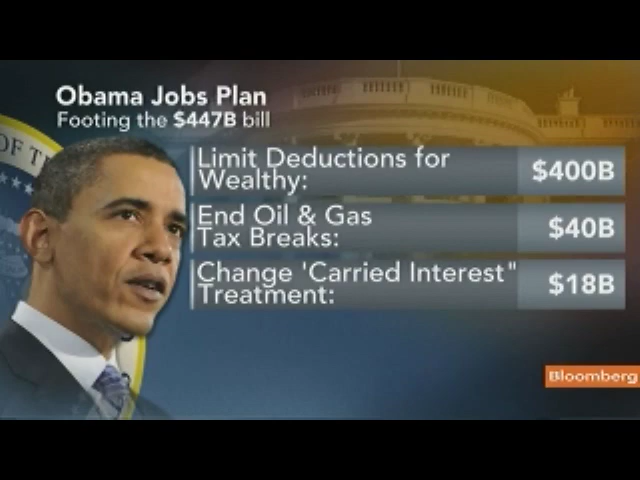 Obama Jobs Plan
Footing the $447B bill
OF T
Limit Deductions for
Wealthy:
$400B
End Oil & Gas
Tax Breaks:
$40B
Change 'Carried Interest"
Treatment:
$18B
Bloomberg